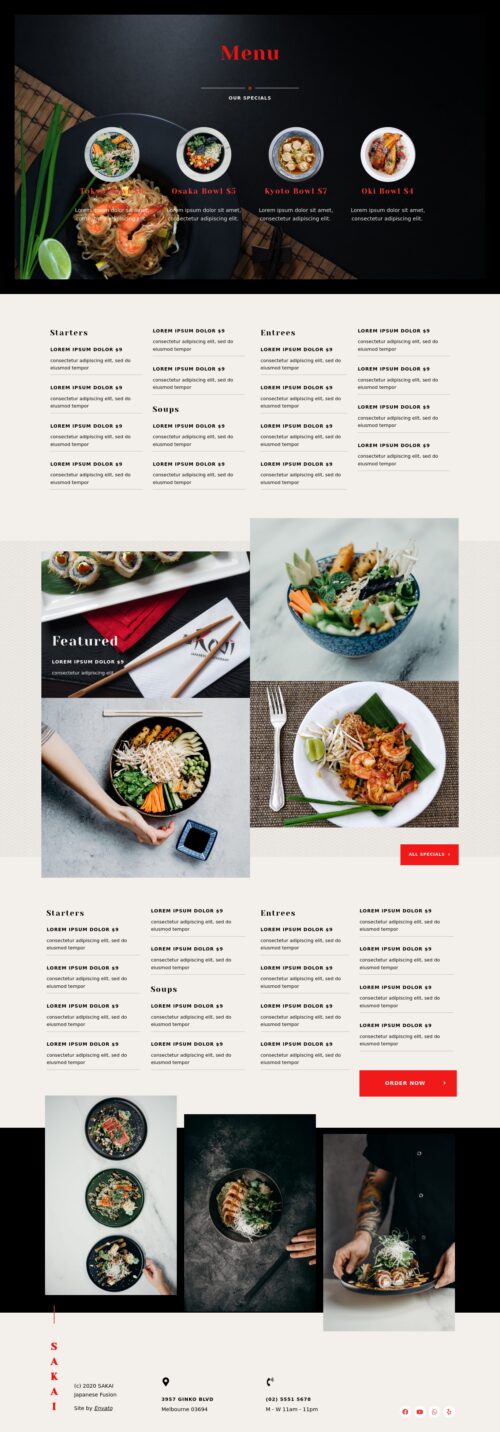 Menu
OUR SPECIALS
Osaka Bowl $5
Kyoto Bowl $7
Oki Bowl $4
Lorem ipsum dolor sit amet, consectetur adipiscing elit.
Lorem ipsum dolor sit amet, consectetur adipiscing elit.
Lorem ipsum dolor sit amet, consectetur adipiscing elit.
Lorem ipsum dolor sit amet, consectetur adipiscing elit.
Starters
LOREM IPSUM DOLOR $9
consectetur adipiscing elit, sed do
eiusmod tempor
LOREM IPSUM DOLOR $9
consectetur adipiscing elit, sed do
eiusmod tempor
LOREM IPSUM DOLOR $9
consectetur adipiscing elit, sed do
eiusmod tempor
LOREM IPSUM DOLOR $9
consectetur adipiscing elit, sed do
eiusmod tempor
LOREM IPSUM DOLOR $9
consectetur adipiscing elit, sed do
eiusmod tempor
LOREM IPSUM DOLOR $9
consectetur adipiscing elit, sed do
eiusmod tempor
Soups
LOREM IPSUM DOLOR $9
consectetur adipiscing elit, sed do
eiusmod tempor
LOREM IPSUM DOLOR $9
consectetur adipiscing elit, sed do
eiusmod tempor
Entrees
LOREM IPSUM DOLOR $9
consectetur adipiscing elit, sed do
eiusmod tempor
LOREM IPSUM DOLOR $9
consectetur adipiscing elit, sed do
eiusmod tempor
LOREM IPSUM DOLOR $9
consectetur adipiscing elit, sed do
eiusmod tempor
LOREM IPSUM DOLOR $9
consectetur adipiscing elit, sed do
eiusmod tempor
LOREM IPSUM DOLOR $9
consectetur adipiscing elit, sed do
eiusmod tempor
LOREM IPSUM DOLOR $9
consectetur adipiscing elit, sed do
eiusmod tempor
LOREM IPSUM DOLOR $9
consectetur adipiscing elit, sed do
eiusmod tempor
LOREM IPSUM DOLOR $9
consectetur adipiscing elit, sed do
eiusmod tempor
Featured
LOREM IPSUM DOLOR $9
consectetur adipiscing elit
ALL SPECIALS
Starters
LOREM IPSUM DOLOR $9
consectetur adipiscing elit, sed do
eiusmod tempor
LOREM IPSUM DOLOR $9
consectetur adipiscing elit, sed do
eiusmod tempor
LOREM IPSUM DOLOR $9
consectetur adipiscing elit, sed do
eiusmod tempor
LOREM IPSUM DOLOR $9
consectetur adipiscing elit, sed do
eiusmod tempor
LOREM IPSUM DOLOR $9
consectetur adipiscing elit, sed do
eiusmod tempor
LOREM IPSUM DOLOR $9
consectetur adipiscing elit, sed do
eiusmod tempor
Soups
LOREM IPSUM DOLOR $9
consectetur adipiscing elit, sed do
eiusmod tempor
LOREM IPSUM DOLOR $9
consectetur adipiscing elit, sed do
eiusmod tempor
Entrees
LOREM IPSUM DOLOR $9
consectetur adipiscing elit, sed do
eiusmod tempor
LOREM IPSUM DOLOR $9
consectetur adipiscing elit, sed do
eiusmod tempor
LOREM IPSUM DOLOR $9
consectetur adipiscing elit, sed do
eiusmod tempor
LOREM IPSUM DOLOR $9
consectetur adipiscing elit, sed do
eiusmod tempor
LOREM IPSUM DOLOR $9
consectetur adipiscing elit, sed do
eiusmod tempor
LOREM IPSUM DOLOR $9
consectetur adipiscing elit, sed do
eiusmod tempor
LOREM IPSUM DOLOR $9
consectetur adipiscing elit, sed do
eiusmod tempor
LOREM IPSUM DOLOR $9
consectetur adipiscing elit, sed do
eiusmod tempor
ORDER NOW
SAKAI
(c) 2020 SAKAI
Japanese Fusion
Site by Envato
3957 GINKO BLVD
Melbourne 03694
(02) 5551 5678
M - W 11am - 11pm